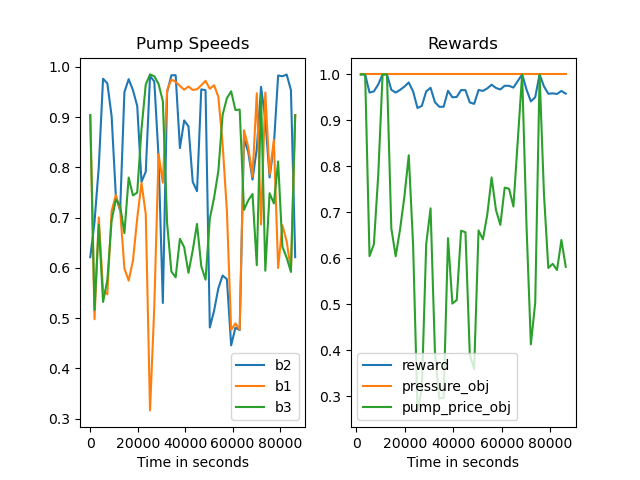 Pump Speeds
1.0
0.9
0.8
0.7
0.6
0.5
0.4
0.3
0 20000 40000 60000 80000
Time in seconds
b2
b1
b3
Rewards
1.0
0.9
0.8
0.7
0.6
0.5
0.4
0.3
0 20000 40000 60000 80000
Time in seconds
reward
pressure_obj
pump_price_obj